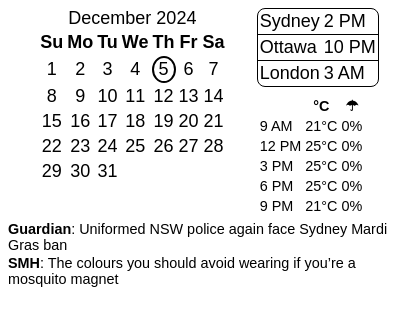 December 2024
Su Mo Tu We Th Fr Sa
1 2 3 4 5 6 7
8 9 10 11 12 13 14
15 16 17 18 19 20 21
22 23 24 25 26 27 28
29 30 31
Sydney 2 PM
Ottawa 10 PM
London 3 AM
°C ☂
9 AM 21°C 0%
12 PM 25°C 0%
3 PM 25°C 0%
6 PM 25°C 0%
9 PM 21°C 0%
Guardian: Uniformed NSW police again face Sydney Mardi
Gras ban
SMH: The colours you should avoid wearing if you’re a
mosquito magnet